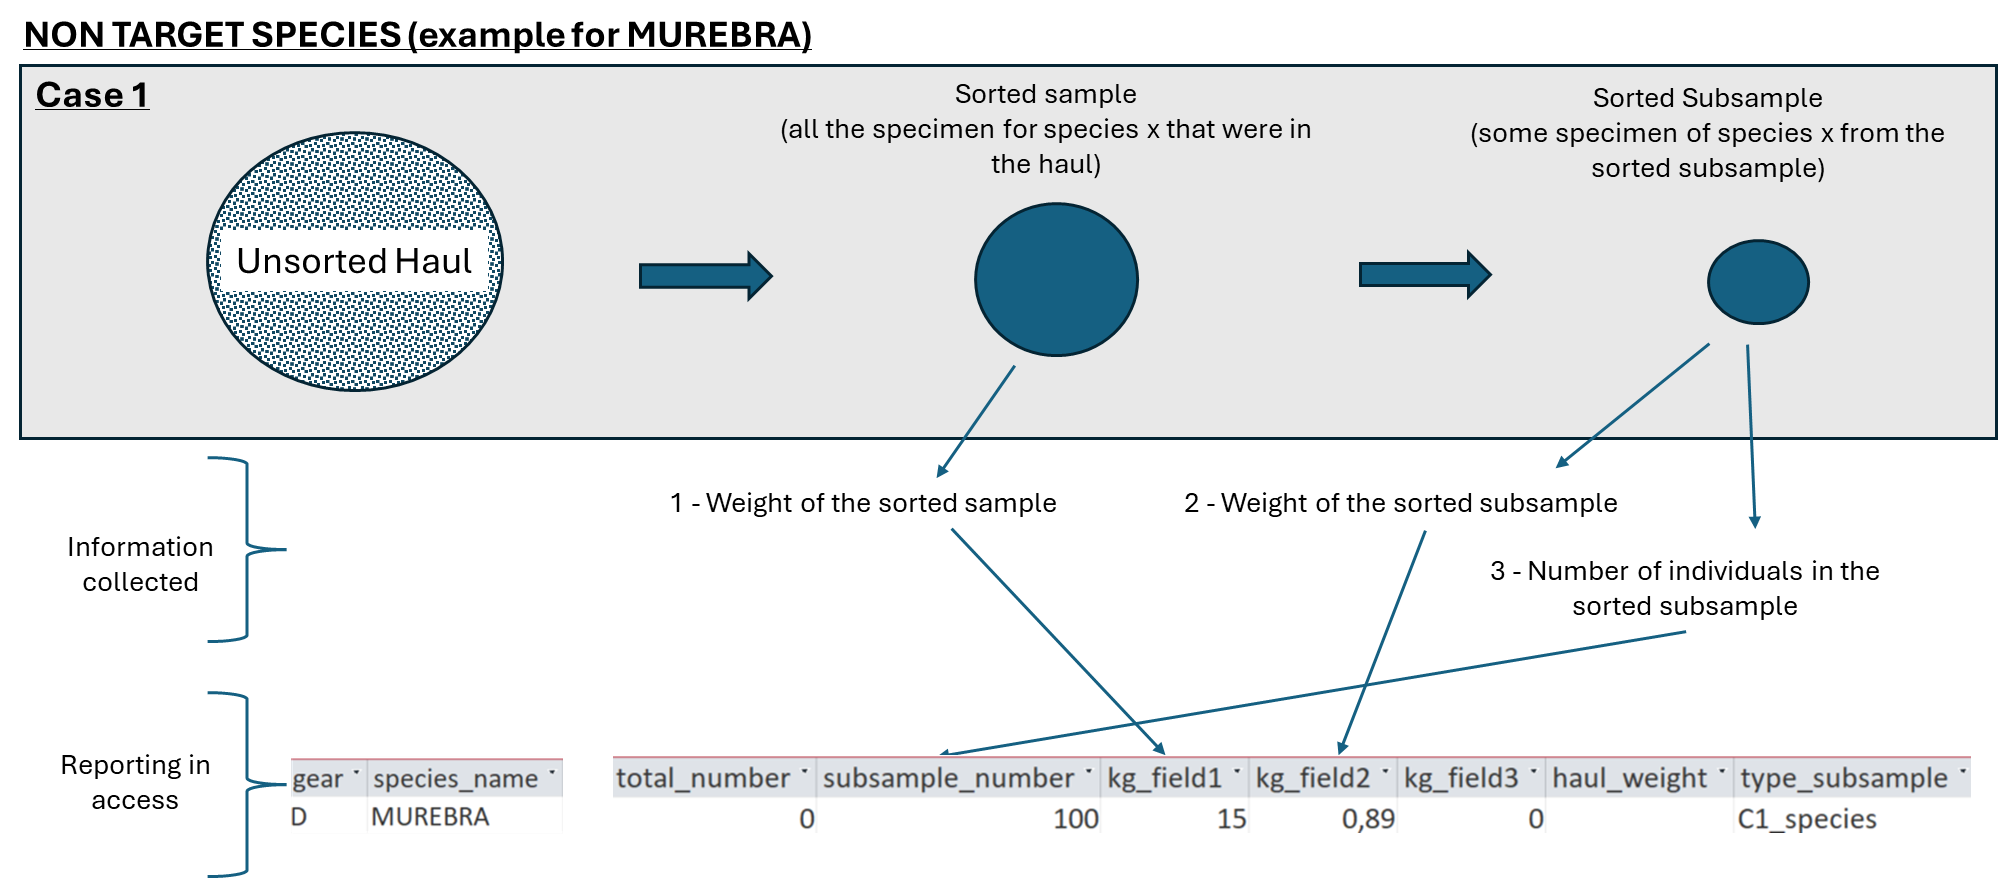 NON TARGET SPECIES (example for MUREBRA)
Case 1
Unsorted Haul
Sorted sample
(all the specimen for species x that were in
the haul)
Sorted Subsample
(some specimen of species x from the
sorted subsample)
Information
collected
1 - Weight of the sorted sample
2 - Weight of the sorted subsample
3 - Number of individuals in the
sorted subsample
Reporting in
access
gear species_name total_number subsample_number kg_field1 kg_field2 kg_field3 haul_weight type_subsample
D MUREBRA 0 100 15 0,89 0 C1_species